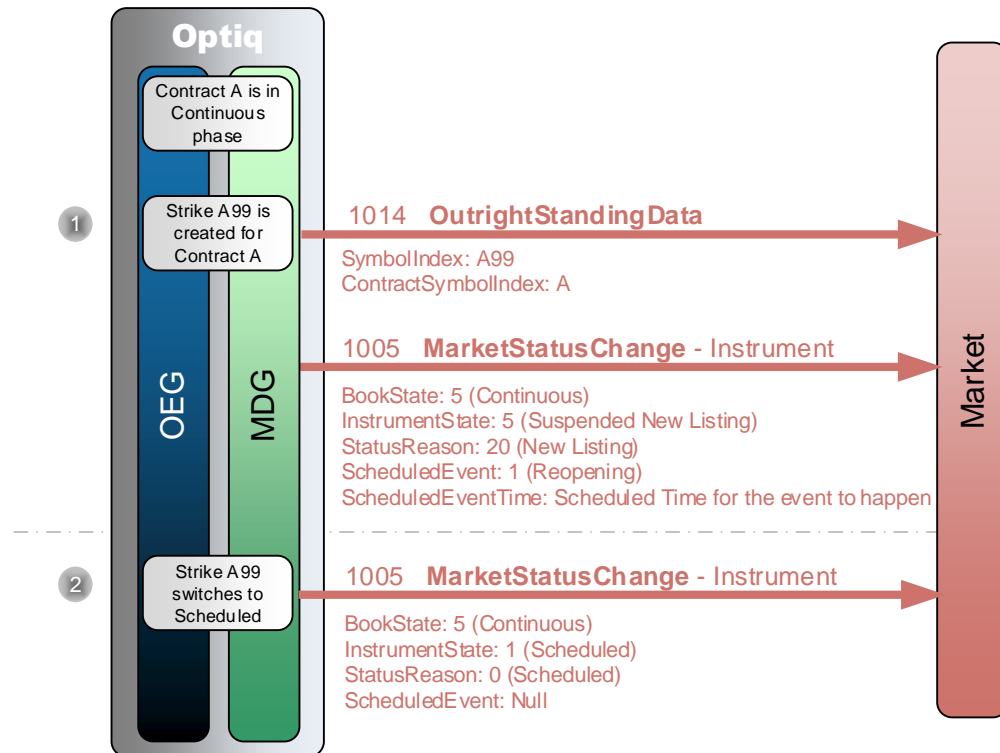 Optiq
Contract A is in
Continuous
phase
OEG
MDG
Market
1
Strike A99 is
created for
Contract A
1014 OutrightStandingData
SymbolIndex: A99
ContractSymbolIndex: A
1005 MarketStatusChange - Instrument
BookState: 5 (Continuous)
InstrumentState: 5 (Suspended New Listing)
StatusReason: 20 (New Listing)
ScheduledEvent: 1 (Reopening)
ScheduledEventTime: Scheduled Time for the event to happen
2
Strike A99
switches to
Scheduled
1005 MarketStatusChange - Instrument
BookState: 5 (Continuous)
InstrumentState: 1 (Scheduled)
StatusReason: 0 (Scheduled)
ScheduledEvent: Null